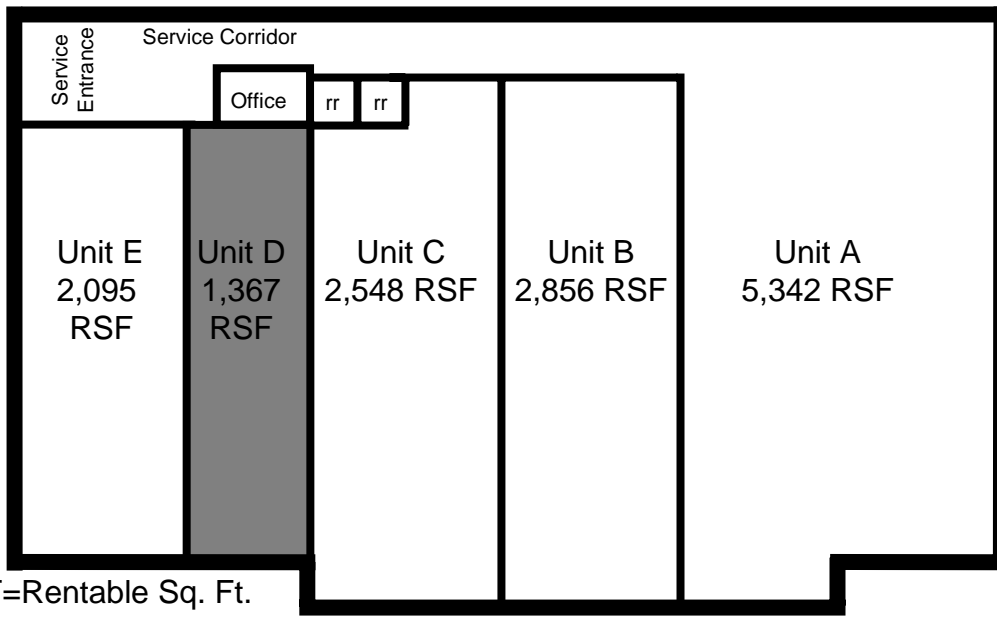 Service Entrance
Service Corridor
Office
rr
rr
Unit E
2,095
RSF
Unit D
1,367
RSF
Unit C
2,548 RSF
Unit B
2,856 RSF
Unit A
5,342 RSF
=Rentable Sq. Ft.